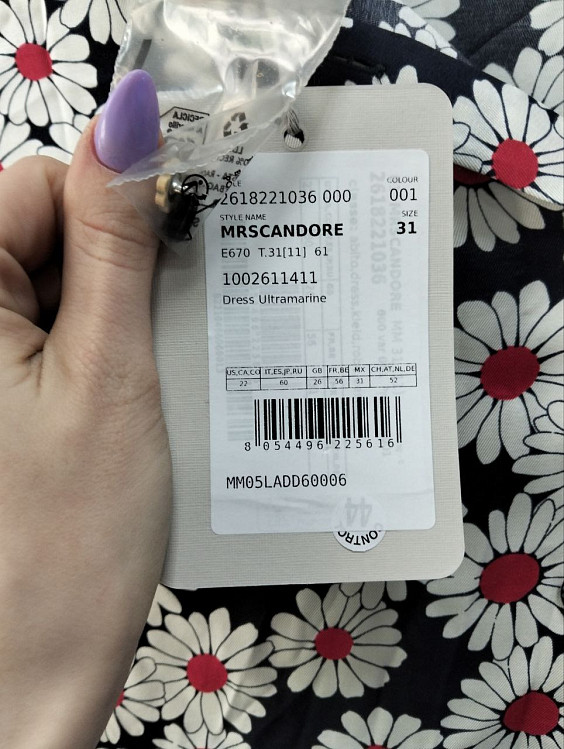 COLOUR
2618221036 000 001
STYLE NAME SIZE
MRSCANDORE 31
E670 T.31[11] 61
1002611411
Dress Ultramarine
US,CA,CO IT,ES,JP,RU GB FR,BE MX CH,AT,NL,DE
22 60 26 56 31 52
8 054496 225616
MM05LADD60006
44
CONTRO